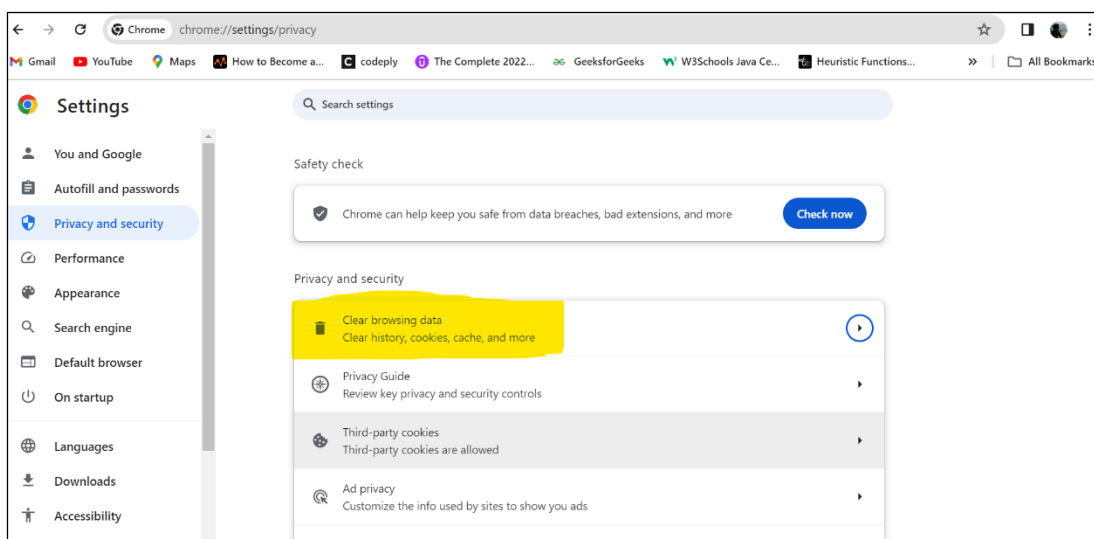 Chrome chrome://settings/privacy
Gmail YouTube Maps How to Become a... codeply The Complete 2022... GeeksforGeeks W3Schools Java Ce... Heuristic Functions... » All Bookmarks
Settings
Search settings
You and Google
Autofill and passwords
Privacy and security
Performance
Appearance
Search engine
Default browser
On startup
Languages
Downloads
Accessibility
Safety check
Chrome can help keep you safe from data breaches, bad extensions, and more Check now
Privacy and security
Clear browsing data
Clear history, cookies, cache, and more
Privacy Guide
Review key privacy and security controls
Third-party cookies
Third-party cookies are allowed
Ad privacy
Customize the info used by sites to show you ads